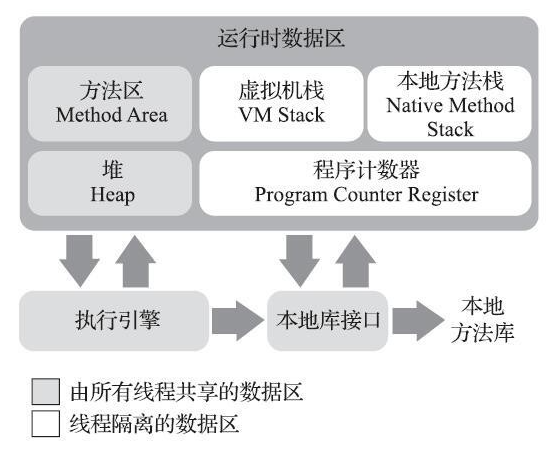 运行时数据区
方法区
Method Area
虚拟机栈
VM Stack
本地方法栈
Native Method
Stack
堆
Heap
程序计数器
Program Counter Register
执行引擎
本地库接口
本地
方法库
由所有线程共享的数据区
线程隔离的数据区